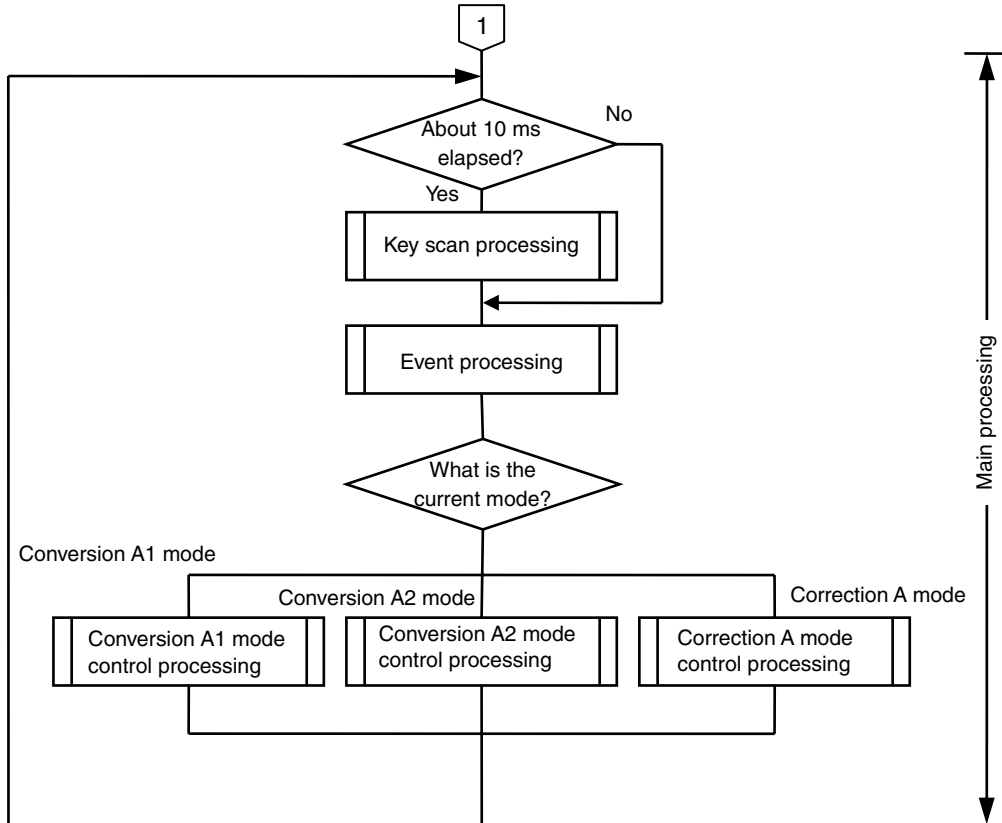 1
About 10 ms
elapsed?
No
Yes
Key scan processing
Event processing
What is the
current mode?
Conversion A1 mode
Conversion A2 mode
Correction A mode
Conversion A1 mode
control processing
Conversion A2 mode
control processing
Correction A mode
control processing
Main processing